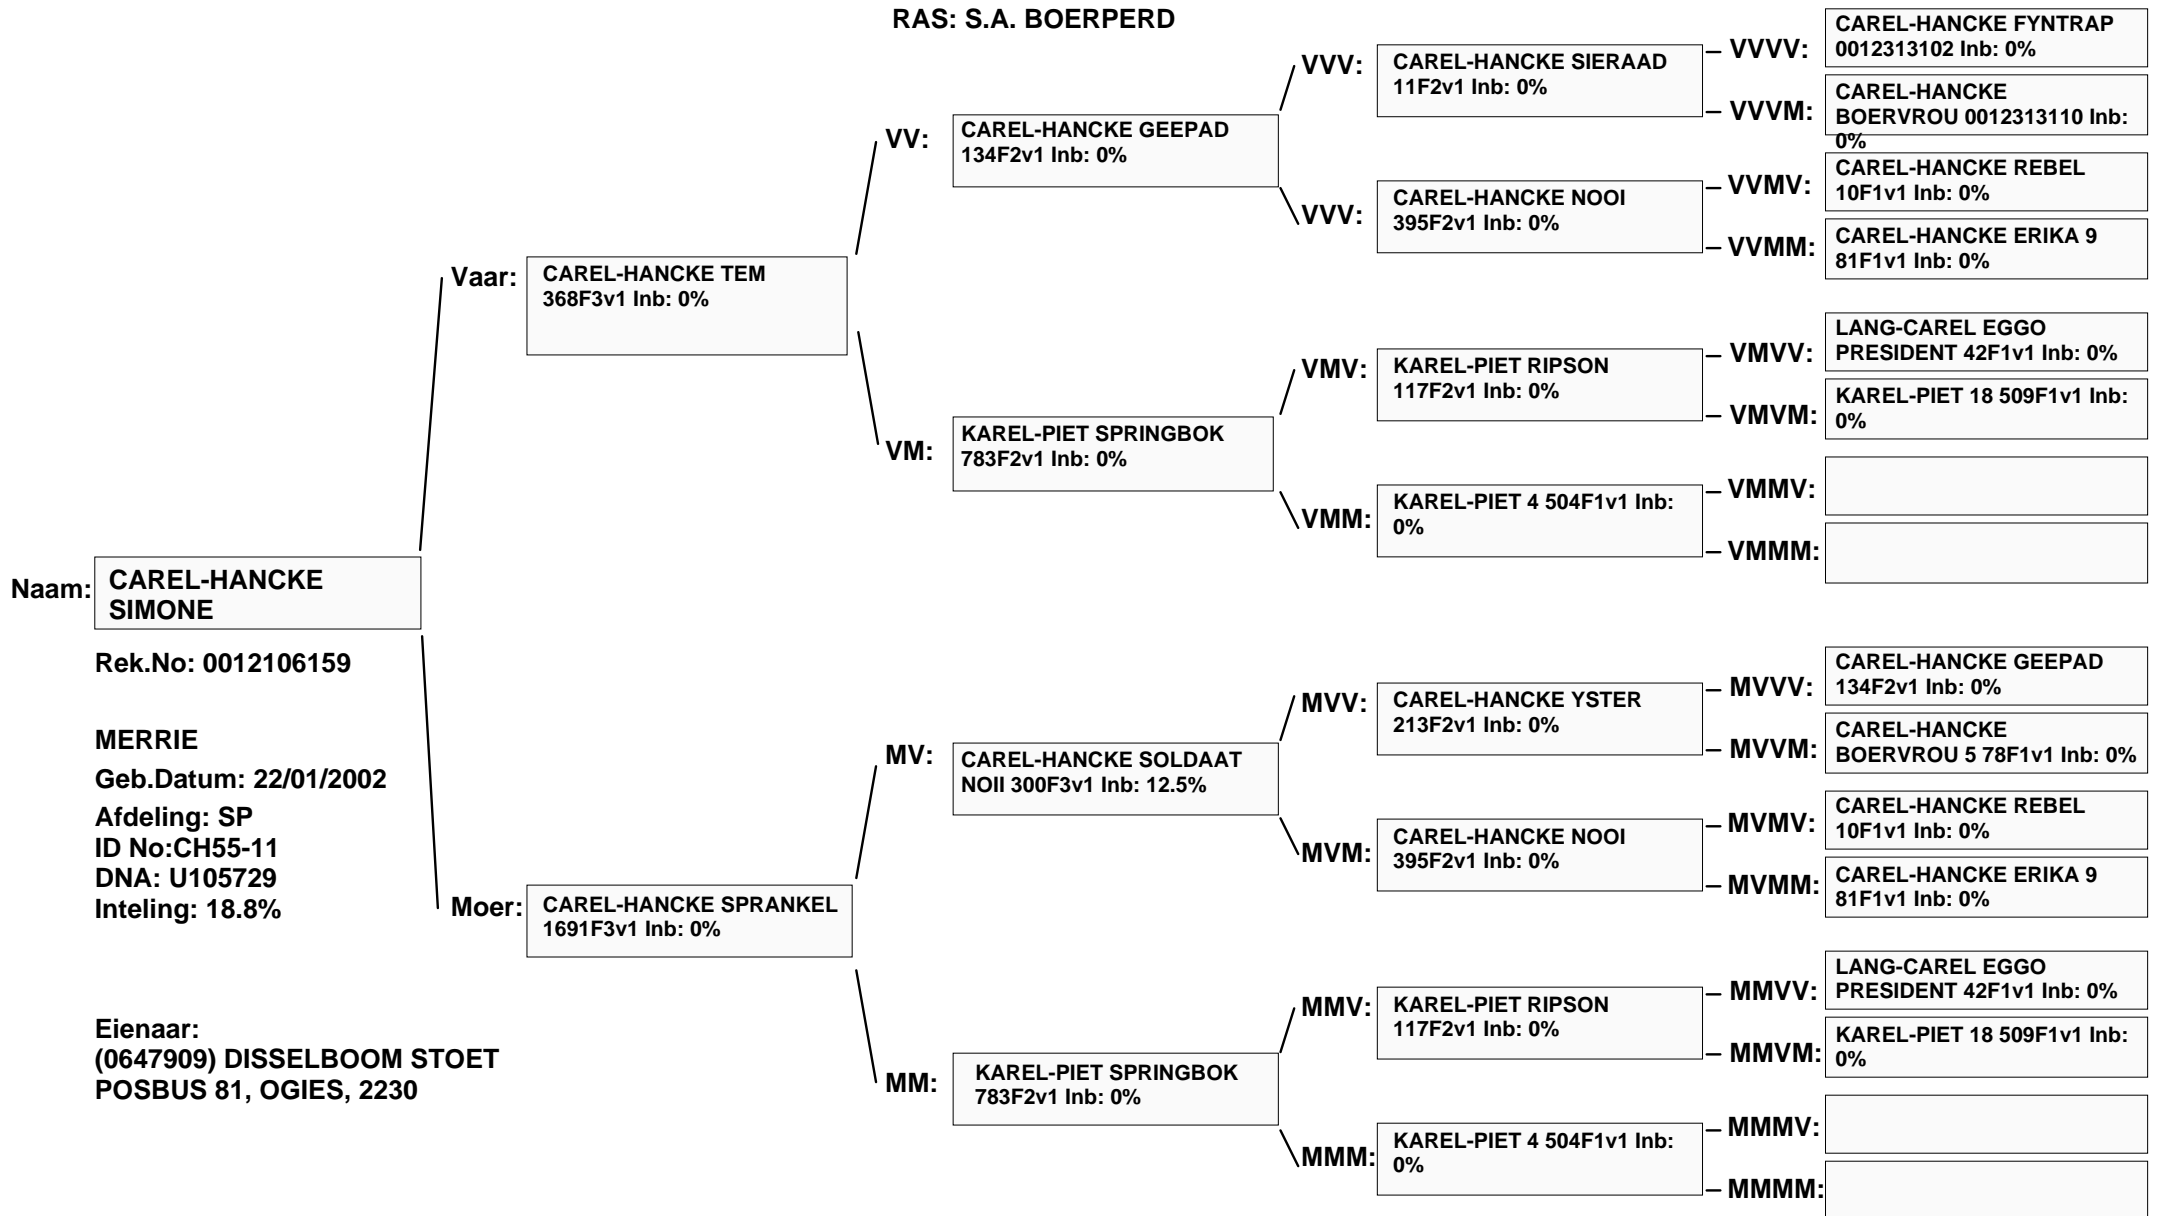 RAS: S.A. BOERPERD
Naam:
CAREL-HANCKE
SIMONE
Rek.No: 0012106159
MERRIE
Geb.Datum: 22/01/2002
Afdeling: SP
ID No:CH55-11
DNA: U105729
Inteling: 18.8%
Eienaar:
(0647909) DISSELBOOM STOET
POSBUS 81, OGIES, 2230
Vaar:
CAREL-HANCKE TEM
368F3v1 Inb: 0%
Moer:
CAREL-HANCKE SPRANKEL
1691F3v1 Inb: 0%
VV:
CAREL-HANCKE GEEPAD
134F2v1 Inb: 0%
VM:
KAREL-PIET SPRINGBOK
783F2v1 Inb: 0%
MV:
CAREL-HANCKE SOLDAAT
NOII 300F3v1 Inb: 12.5%
MM:
KAREL-PIET SPRINGBOK
783F2v1 Inb: 0%
VVV:
CAREL-HANCKE SIERAAD
11F2v1 Inb: 0%
VVV:
CAREL-HANCKE NOOI
395F2v1 Inb: 0%
VMV:
KAREL-PIET RIPSON
117F2v1 Inb: 0%
VMM:
KAREL-PIET 4 504F1v1 Inb:
0%
MVV:
CAREL-HANCKE YSTER
213F2v1 Inb: 0%
MVM:
CAREL-HANCKE NOOI
395F2v1 Inb: 0%
MMV:
KAREL-PIET RIPSON
117F2v1 Inb: 0%
MMM:
KAREL-PIET 4 504F1v1 Inb:
0%
VVVV:
CAREL-HANCKE FYNTRAP
0012313102 Inb: 0%
VVVM:
CAREL-HANCKE
BOERVROU 0012313110 Inb:
0%
VVMV:
CAREL-HANCKE REBEL
10F1v1 Inb: 0%
VVMM:
CAREL-HANCKE ERIKA 9
81F1v1 Inb: 0%
VMVV:
LANG-CAREL EGGO
PRESIDENT 42F1v1 Inb: 0%
VMVM:
KAREL-PIET 18 509F1v1 Inb:
0%
VMMV:
VMMM:
MVVV:
CAREL-HANCKE GEEPAD
134F2v1 Inb: 0%
MVVM:
CAREL-HANCKE
BOERVROU 5 78F1v1 Inb: 0%
MVMV:
CAREL-HANCKE REBEL
10F1v1 Inb: 0%
MVMM:
CAREL-HANCKE ERIKA 9
81F1v1 Inb: 0%
MMVV:
LANG-CAREL EGGO
PRESIDENT 42F1v1 Inb: 0%
MMVM:
KAREL-PIET 18 509F1v1 Inb:
0%
MMMV:
MMMM: